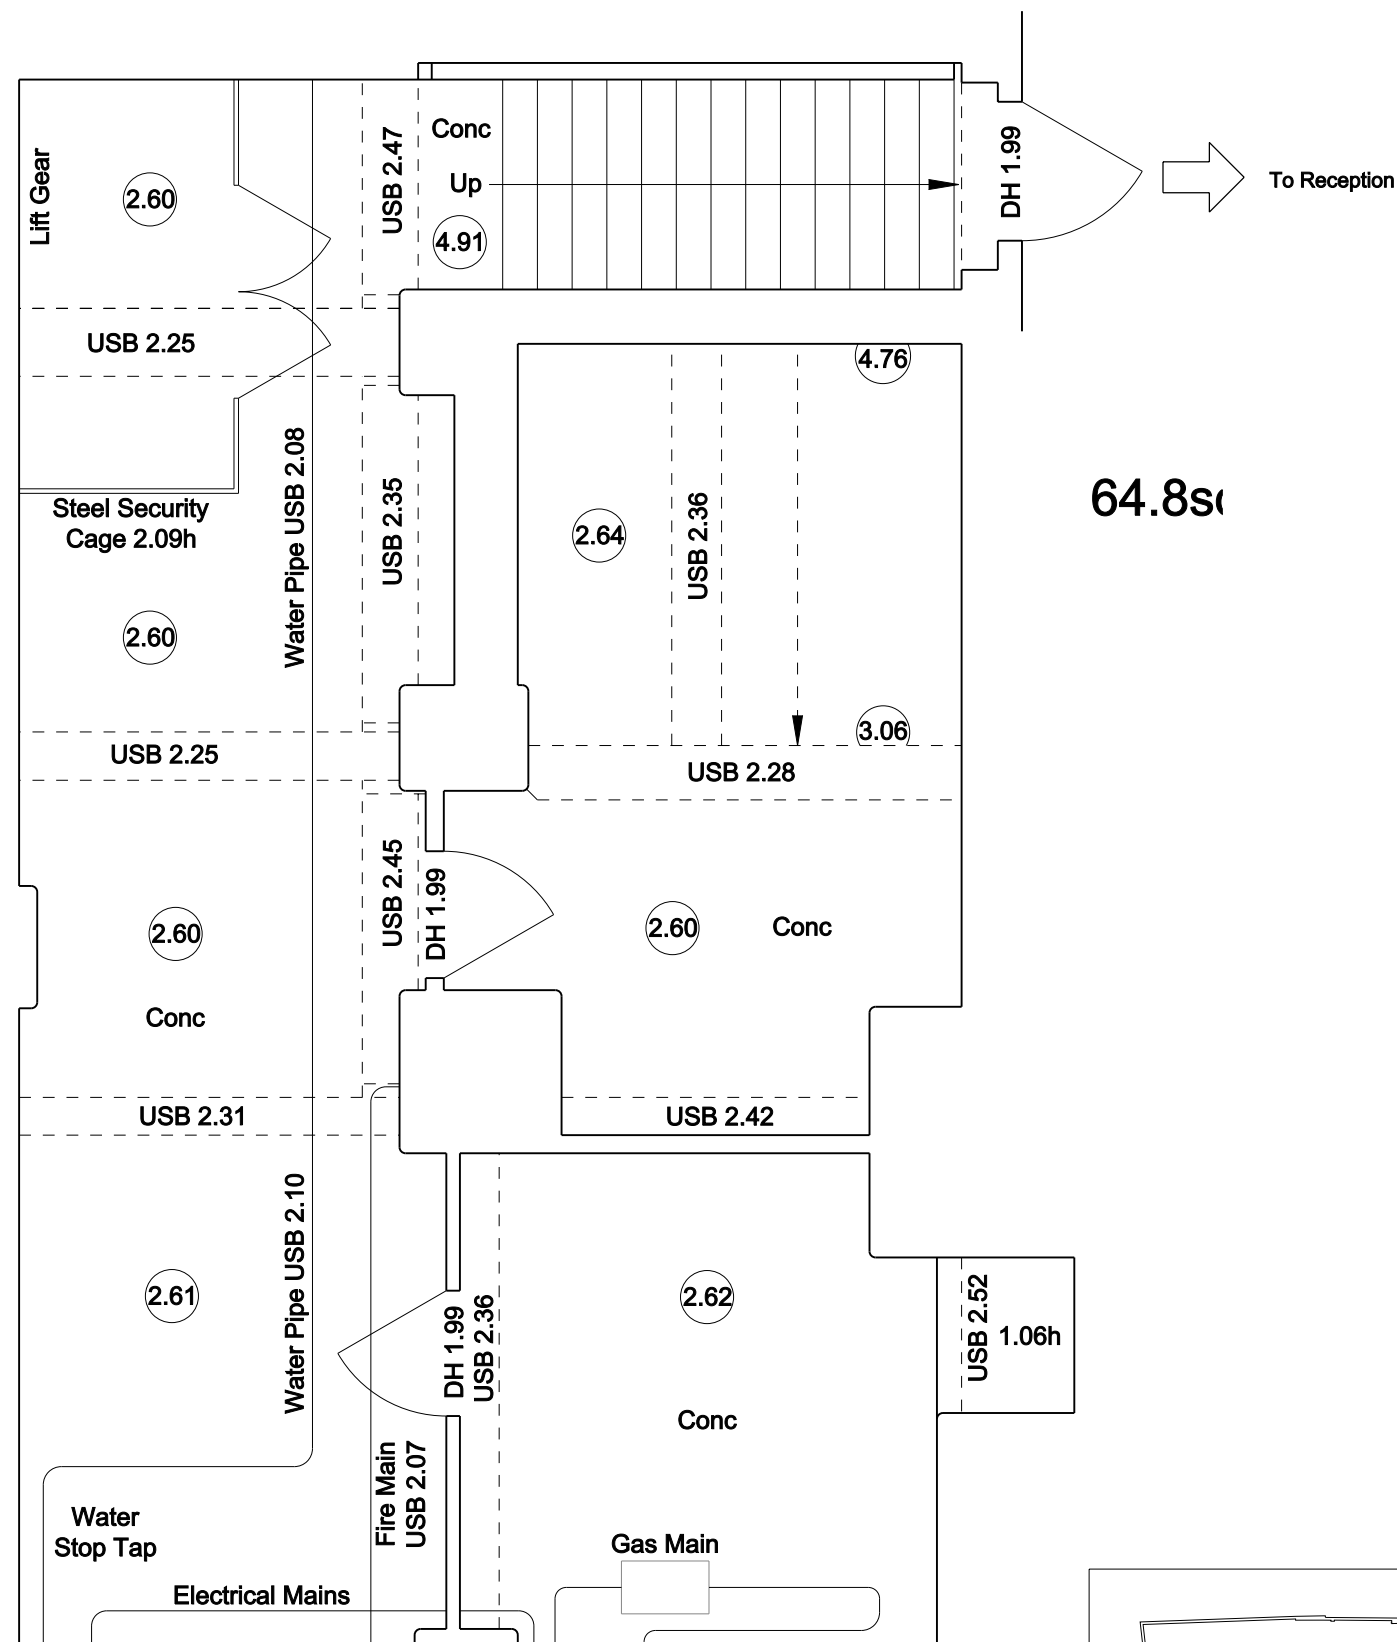 Conc
USB 2.47
DH 1.99
Lift Gear
2.60
Up
To Reception
4.91
USB 2.25
4.76
Water Pipe USB 2.08
USB 2.35
USB 2.36
64.8s
Steel Security
Cage 2.09h
2.64
2.60
3.06
USB 2.25
USB 2.28
USB 2.45
DH 1.99
2.60
2.60
Conc
Conc
USB 2.31
USB 2.42
Water Pipe USB 2.10
2.61
DH 1.99
USB 2.36
2.62
USB 2.52
1.06h
Conc
Fire Main
USB 2.07
Water
Stop Tap
Gas Main
Electrical Mains